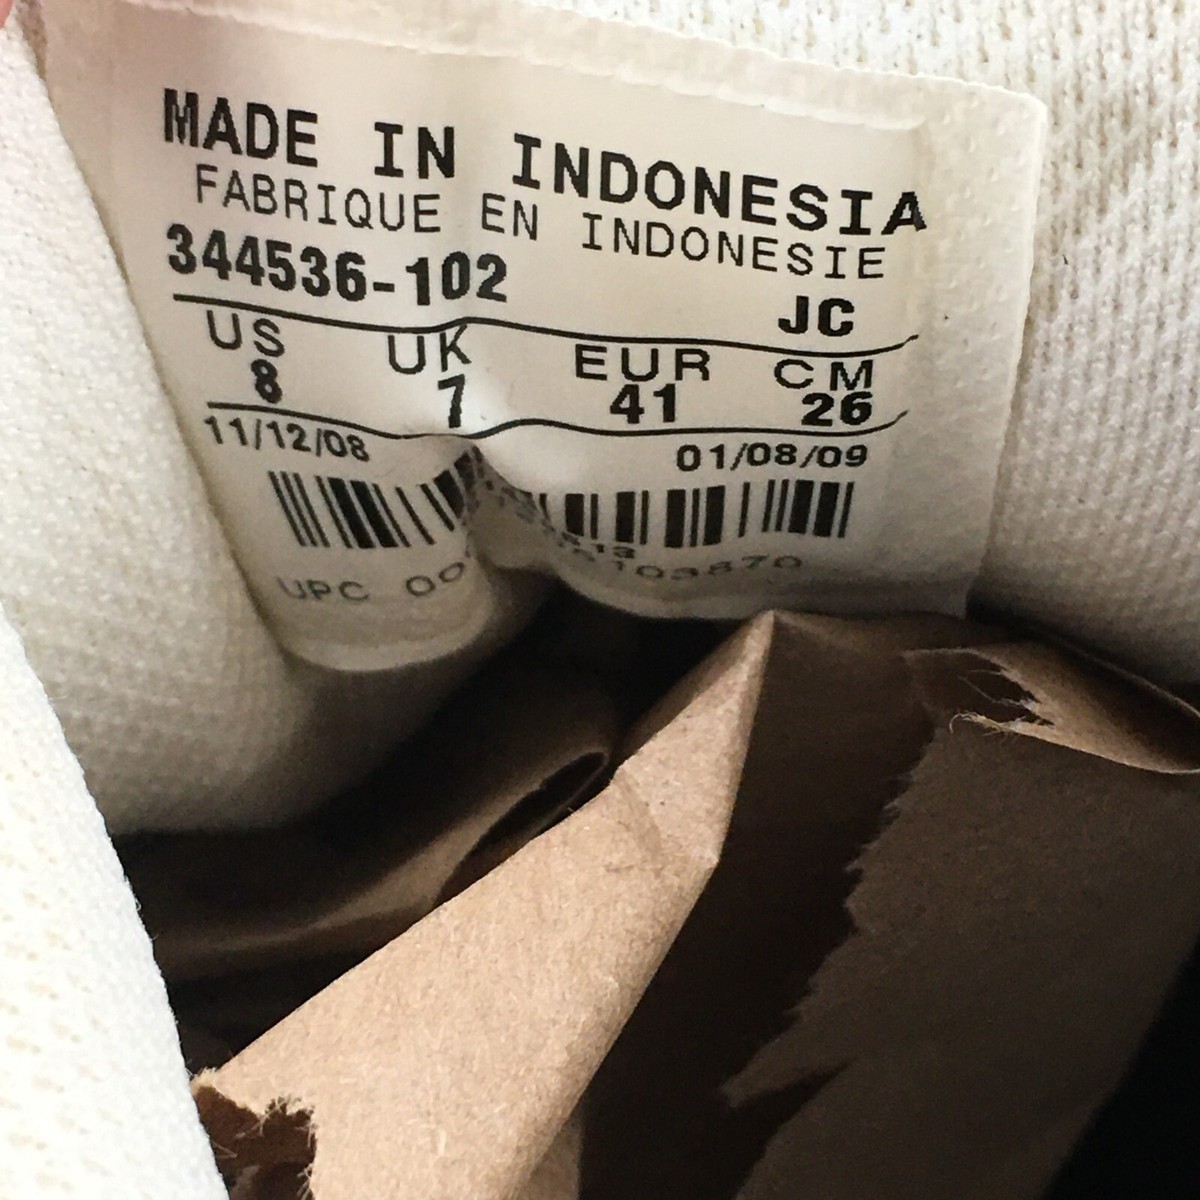 MADE IN INDONESIA
FABRIQUE EN INDONESIE
344536-102 JC
US UK EUR CM
8 7 41 26
11/12/08 01/08/09
UPC